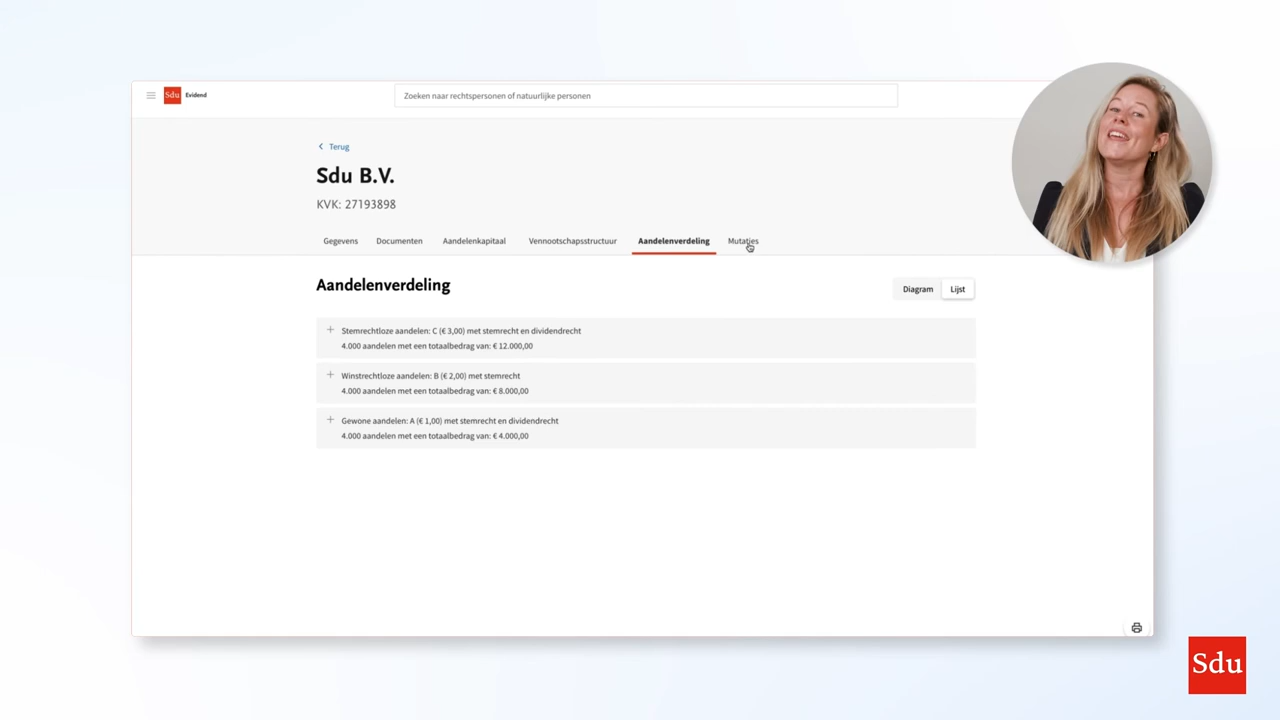 Sdu Evidend
Zoeken naar rechtspersonen of natuurlijke personen
Terug
Sdu B.V.
KVK: 27193898
Gegevens Documenten Aandelenkapitaal Vennootschapsstructuur Aandelenverdeling Mutaties
Aandelenverdeling
Diagram Lijst
Stemrechtloze aandelen: C (€ 3,00) met stemrecht en dividendrecht
4.000 aandelen met een totaalbedrag van: € 12.000,00
Winstrechtloze aandelen: B (€ 2,00) met stemrecht
4.000 aandelen met een totaalbedrag van: € 8.000,00
Gewone aandelen: A (€ 1,00) met stemrecht en dividendrecht
4.000 aandelen met een totaalbedrag van: € 4.000,00
Sdu